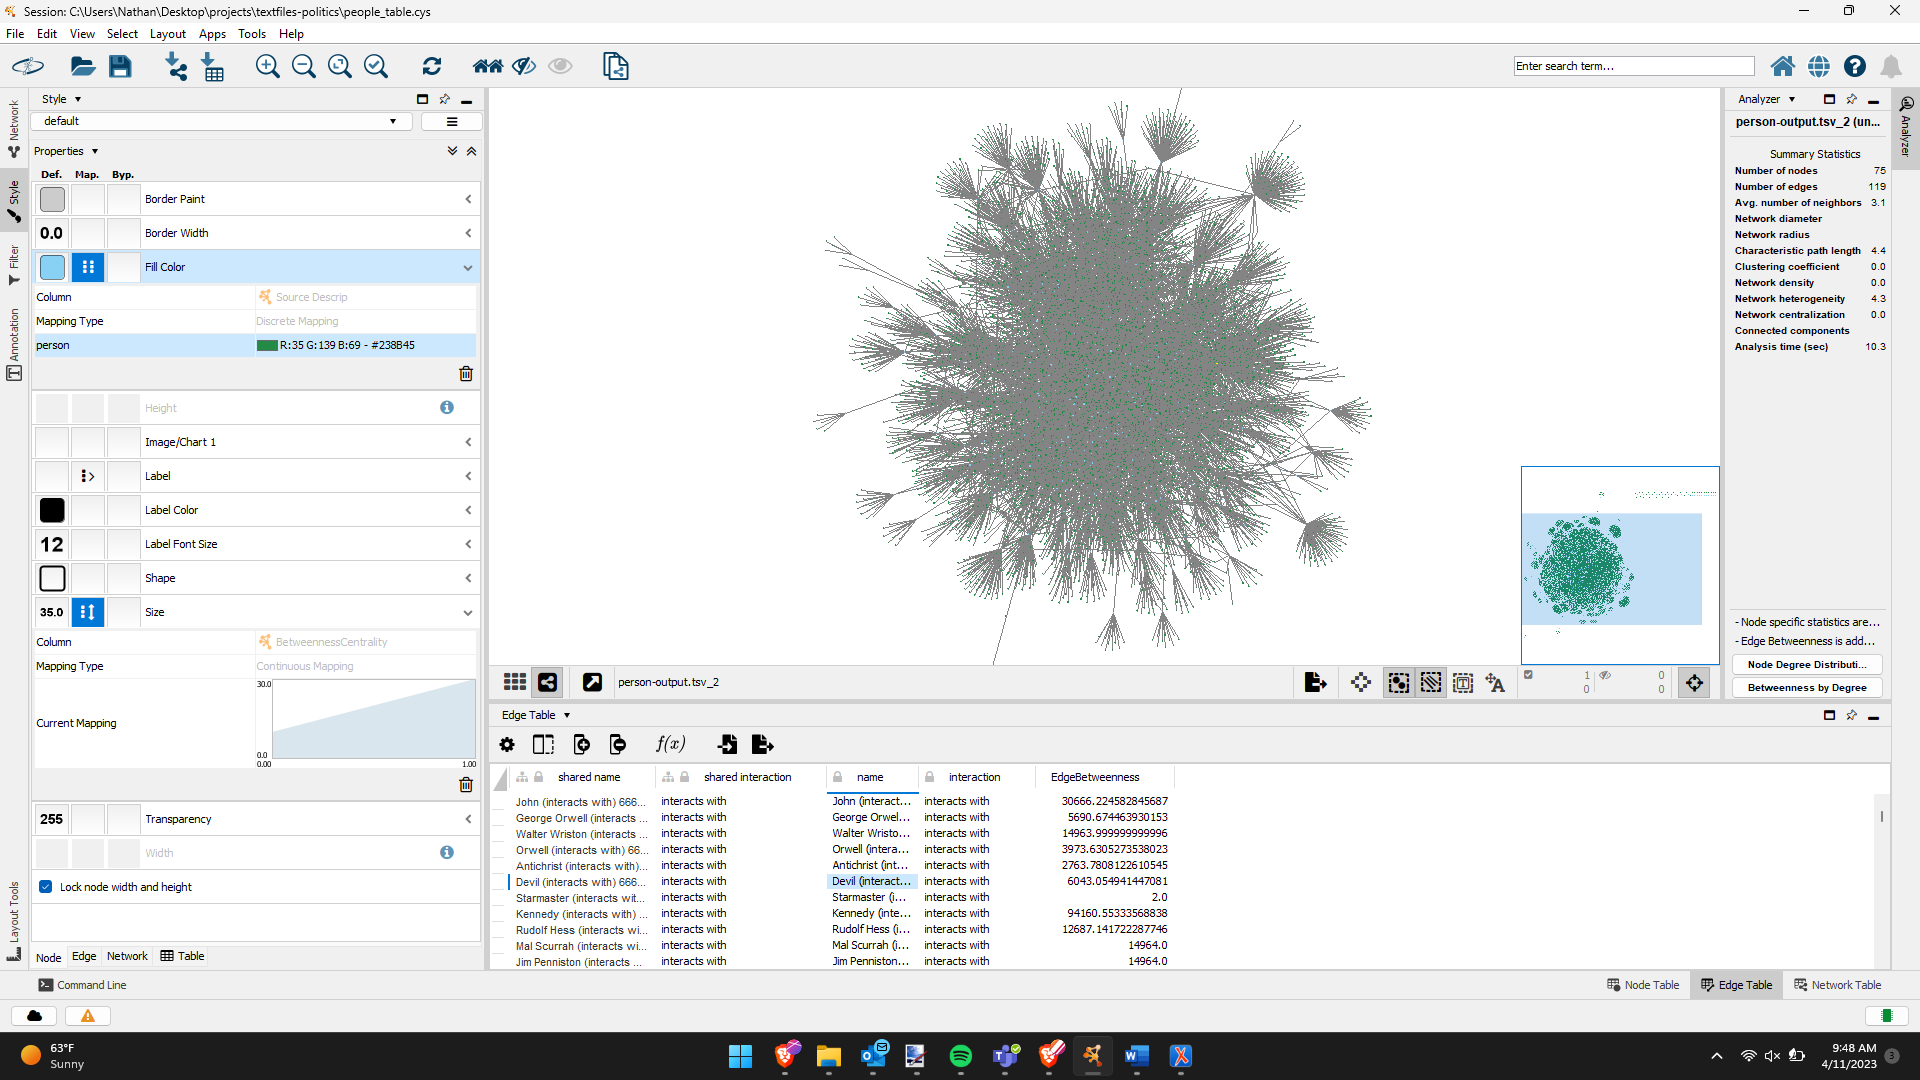 Session: C:\Users\Nathan\Desktop\projects\textfiles-politics\people_table.cys
File Edit View Select Layout Apps Tools Help
Enter search term...
Network
Style
Filter
Annotation
Layout Tools
Style
default
Properties
Def. Map. Byp.
Border Paint
0.0 Border Width
Fill Color
Column Source Descrip
Mapping Type Discrete Mapping
person R:35 G:139 B:69 - #238B45
Height
Image/Chart 1
Label
Label Color
12 Label Font Size
Shape
35.0 Size
Column BetweennessCentrality
Mapping Type Continuous Mapping
30.0
Current Mapping
0.0
0.00 1.00
255 Transparency
Width
Lock node width and height
Node Edge Network Table
person-output.tsv_2
1 0
0 0
Analyzer
person-output.tsv_2 (un...
Summary Statistics
Number of nodes 75
Number of edges 119
Avg. number of neighbors 3.1
Network diameter
Network radius
Characteristic path length 4.4
Clustering coefficient 0.0
Network density 0.0
Network heterogeneity 4.3
Network centralization 0.0
Connected components
Analysis time (sec) 10.3
- Node specific statistics are...
- Edge Betweenness is add...
Node Degree Distributi...
Betweenness by Degree
Analyzer
Edge Table
f(x)
shared name shared interaction name interaction EdgeBetweenness
John (interacts with) 666... interacts with John (interact... interacts with 30666.224582845687
George Orwell (interacts ... interacts with George Orwel... interacts with 5690.674463930153
Walter Wriston (interacts ... interacts with Walter Wristo... interacts with 14963.999999999996
Orwell (interacts with) 66... interacts with Orwell (intera... interacts with 3973.6305273538023
Antichrist (interacts with)... interacts with Antichrist (int... interacts with 2763.7808122610545
Devil (interacts with) 666... interacts with Devil (interact... interacts with 6043.054941447081
Starmaster (interacts wit... interacts with Starmaster (i... interacts with 2.0
Kennedy (interacts with) ... interacts with Kennedy (inte... interacts with 94160.55333568838
Rudolf Hess (interacts wi... interacts with Rudolf Hess (i... interacts with 12687.141722287746
Mal Scurrah (interacts wi... interacts with Mal Scurrah (i... interacts with 14964.0
Jim Penniston (interacts ... interacts with Jim Penniston... interacts with 14964.0
Command Line
Node Table Edge Table Network Table
63°F
Sunny
9:48 AM
4/11/2023
3